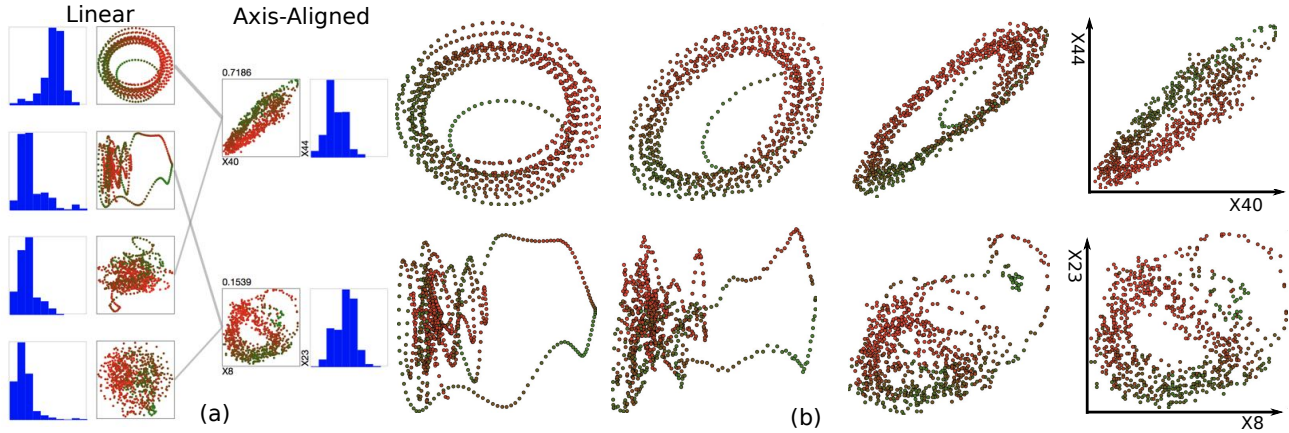 Linear
Axis-Aligned
0.7186
X40
X44
0.1539
X8
X23
(a)
X44
X40
X23
X8
(b)